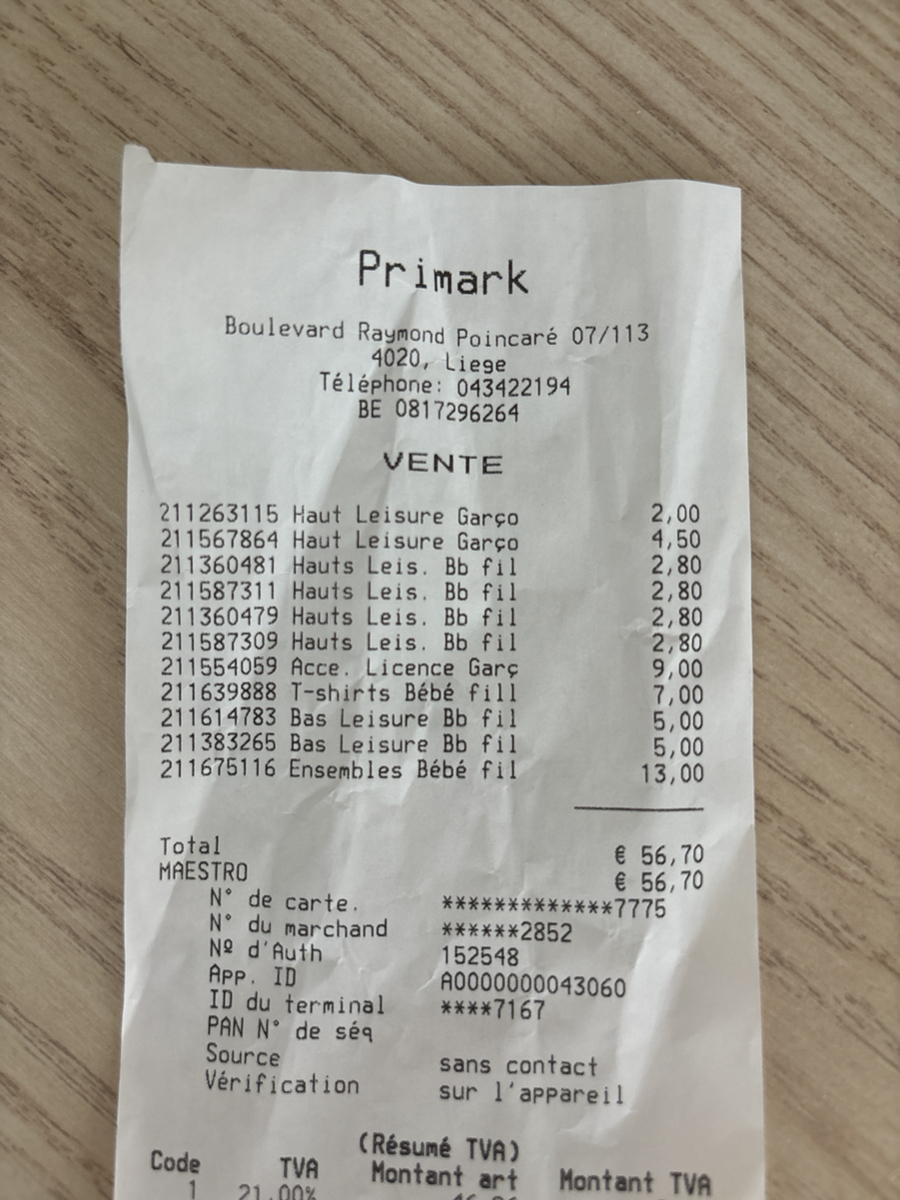 Primark
Boulevard Raymond Poincaré 07/113
4020, Liege
Téléphone: 043422194
BE 0817296264
VENTE
211263115 Haut Leisure Garço 2,00
211567864 Haut Leisure Garço 4,50
211360481 Hauts Leis. Bb fil 2,80
211587311 Hauts Leis. Bb fil 2,80
211360479 Hauts Leis. Bb fil 2,80
211587309 Hauts Leis. Bb fil 2,80
211554059 Acce. Licence Garç 9,00
211639888 T-shirts Bébé fill 7,00
211614783 Bas Leisure Bb fil 5,00
211383265 Bas Leisure Bb fil 5,00
211675116 Ensembles Bébé fil 13,00
Total € 56,70
MAESTRO € 56,70
N° de carte. *************7775
N° du marchand ******2852
Nº d'Auth 152548
App. ID A0000000043060
ID du terminal ****7167
PAN N° de séq
Source sans contact
Vérification sur l'appareil
(Résumé TVA)
Code TVA Montant art Montant TVA
1 21.00%